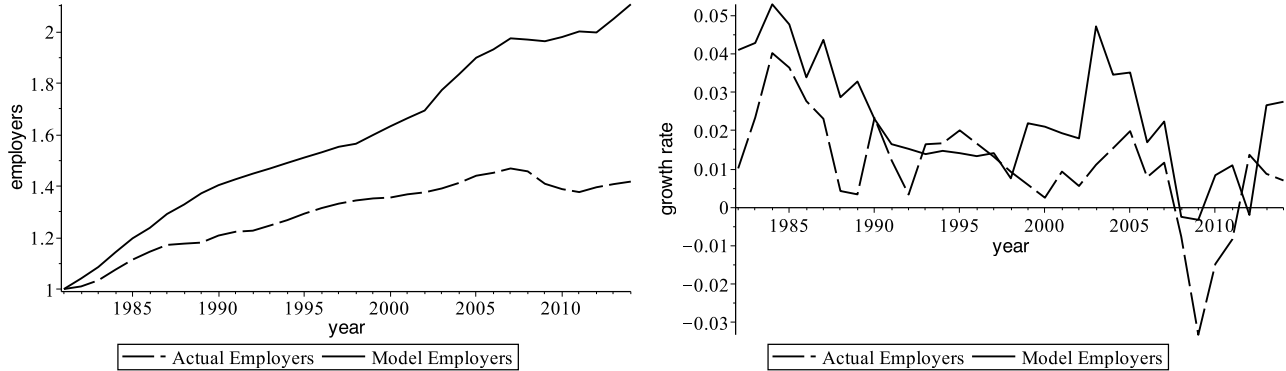 employers
2
1.8
1.6
1.4
1.2
1
1985 1990 1995 2000 2005 2010
year
Actual Employers Model Employers
growth rate
0.05
0.04
0.03
0.02
0.01
0
−0.01
−0.02
−0.03
1985 1990 1995 2000 2005 2010
year
Actual Employers Model Employers